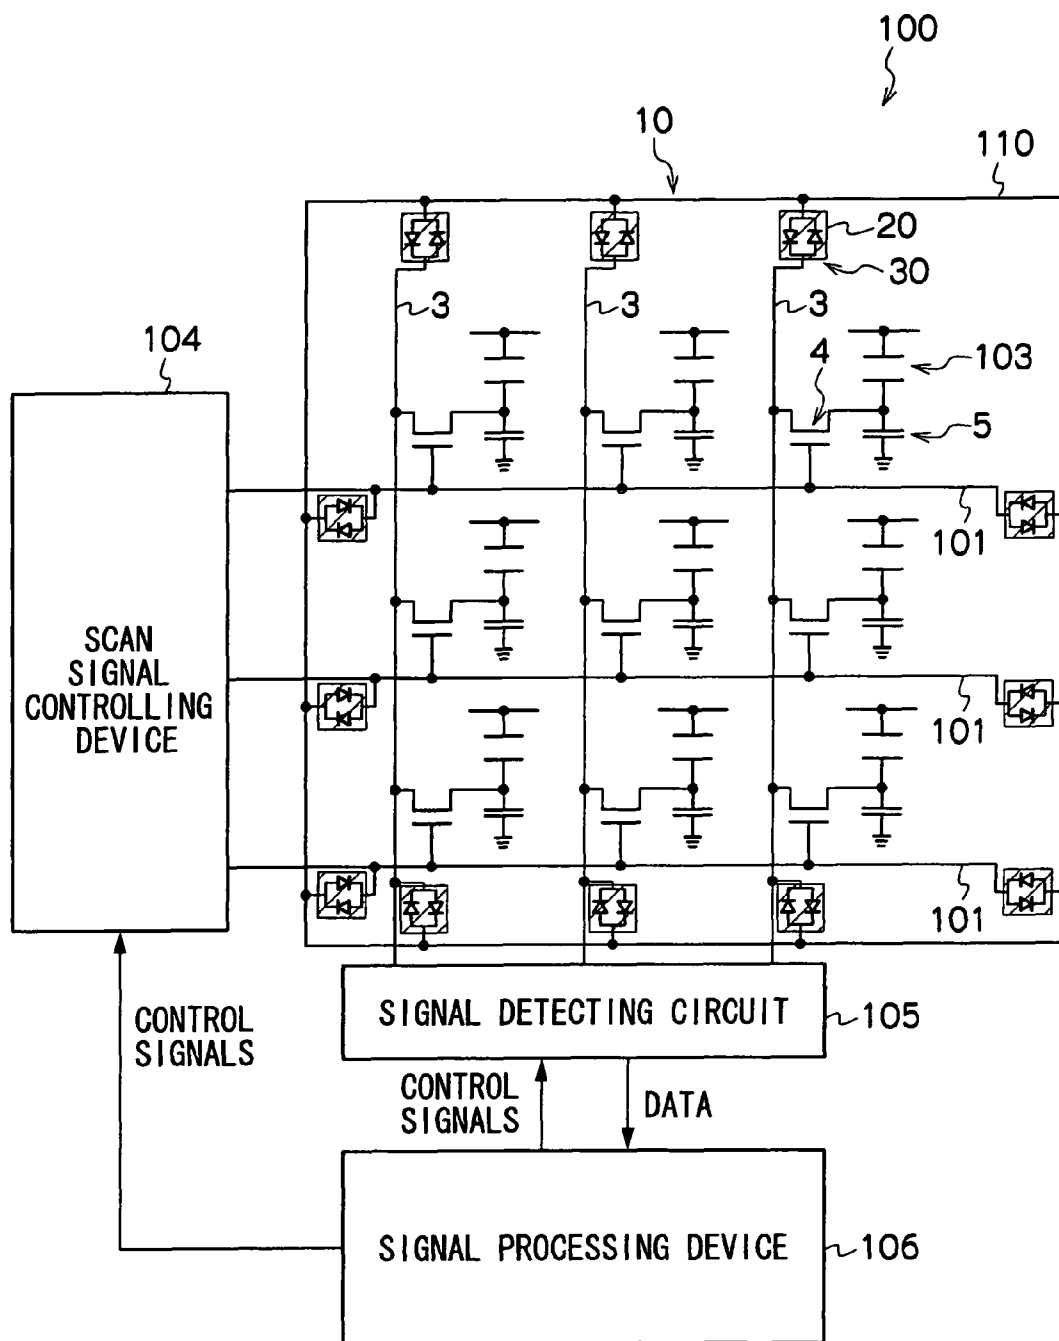 100
10
110
20
30
3
3
3
104
4
103
5
101
SCAN
SIGNAL
CONTROLLING
DEVICE
101
101
SIGNAL DETECTING CIRCUIT
105
CONTROL
SIGNALS
CONTROL
SIGNALS
DATA
SIGNAL PROCESSING DEVICE
106